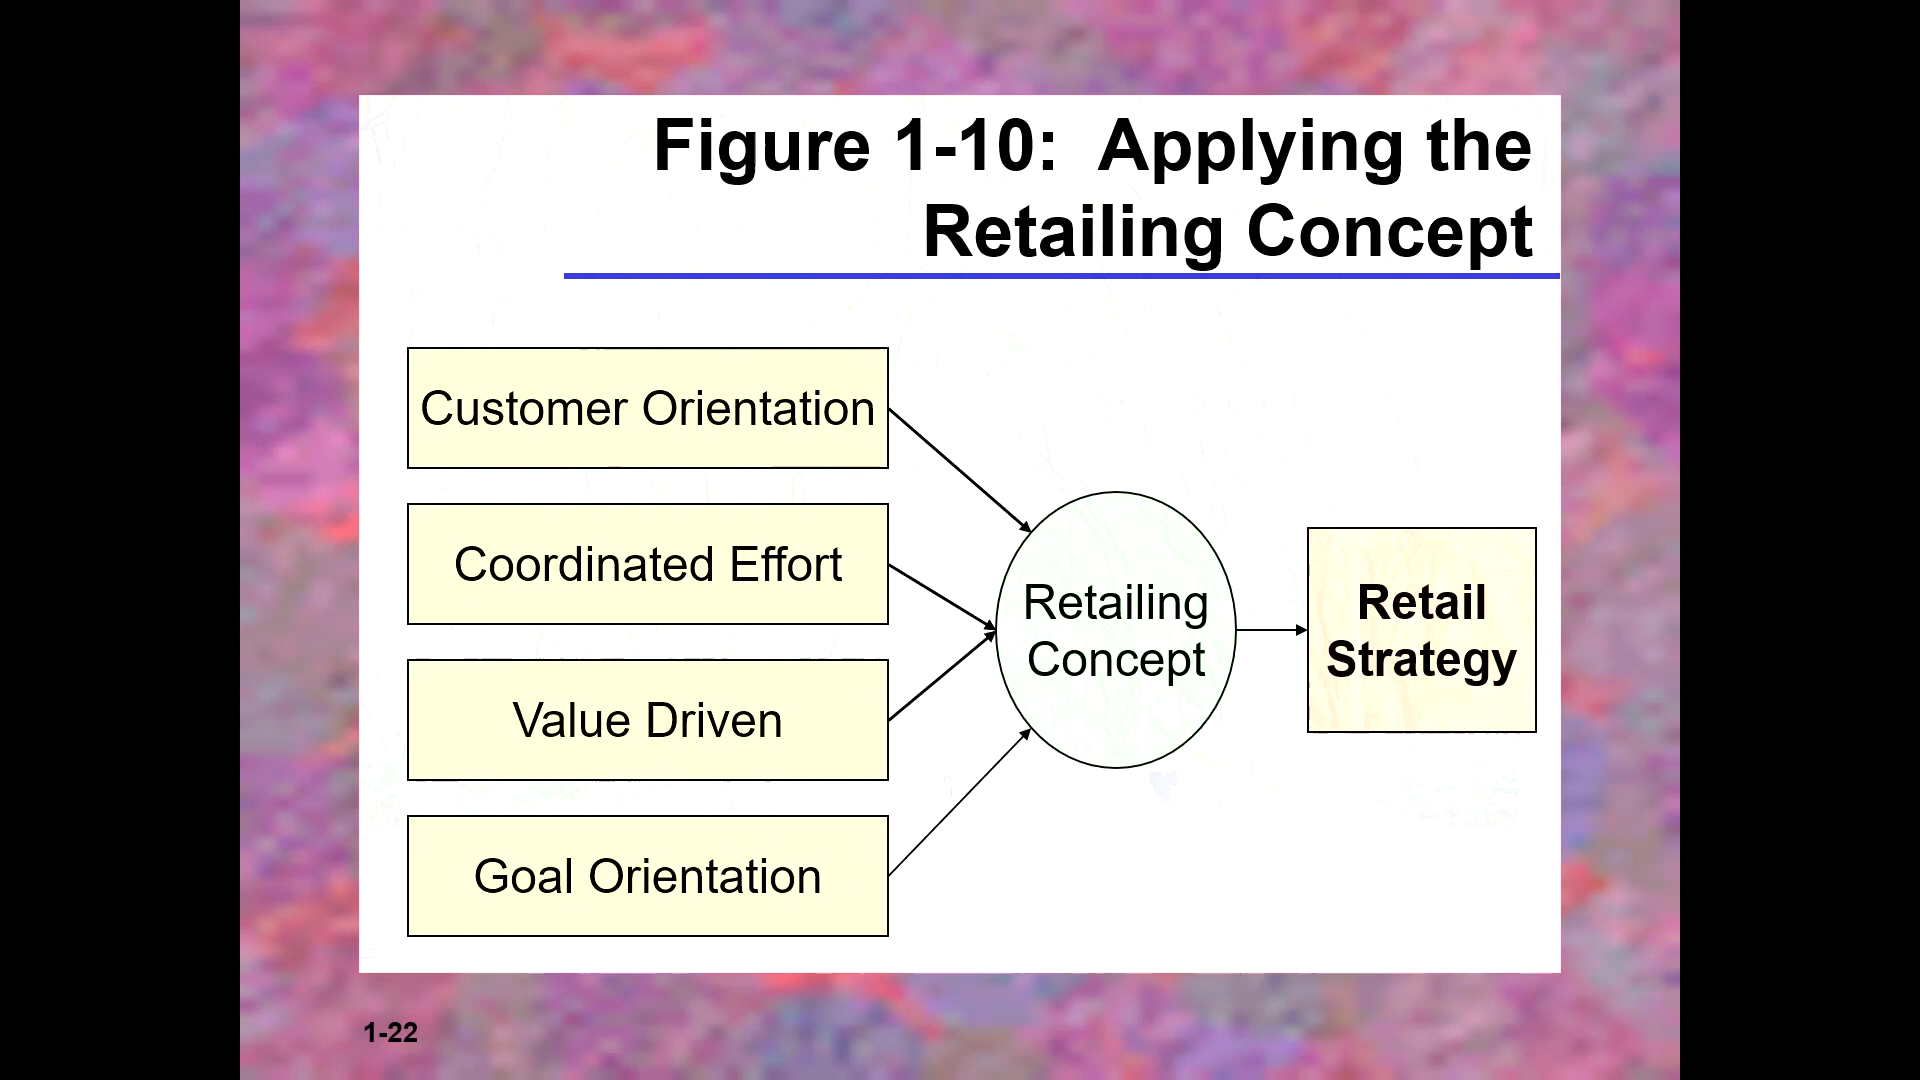 Figure 1-10:  Applying the
Retailing Concept
Customer Orientation
Coordinated Effort
Value Driven
Goal Orientation
Retailing
Concept
Retail
Strategy
1-22